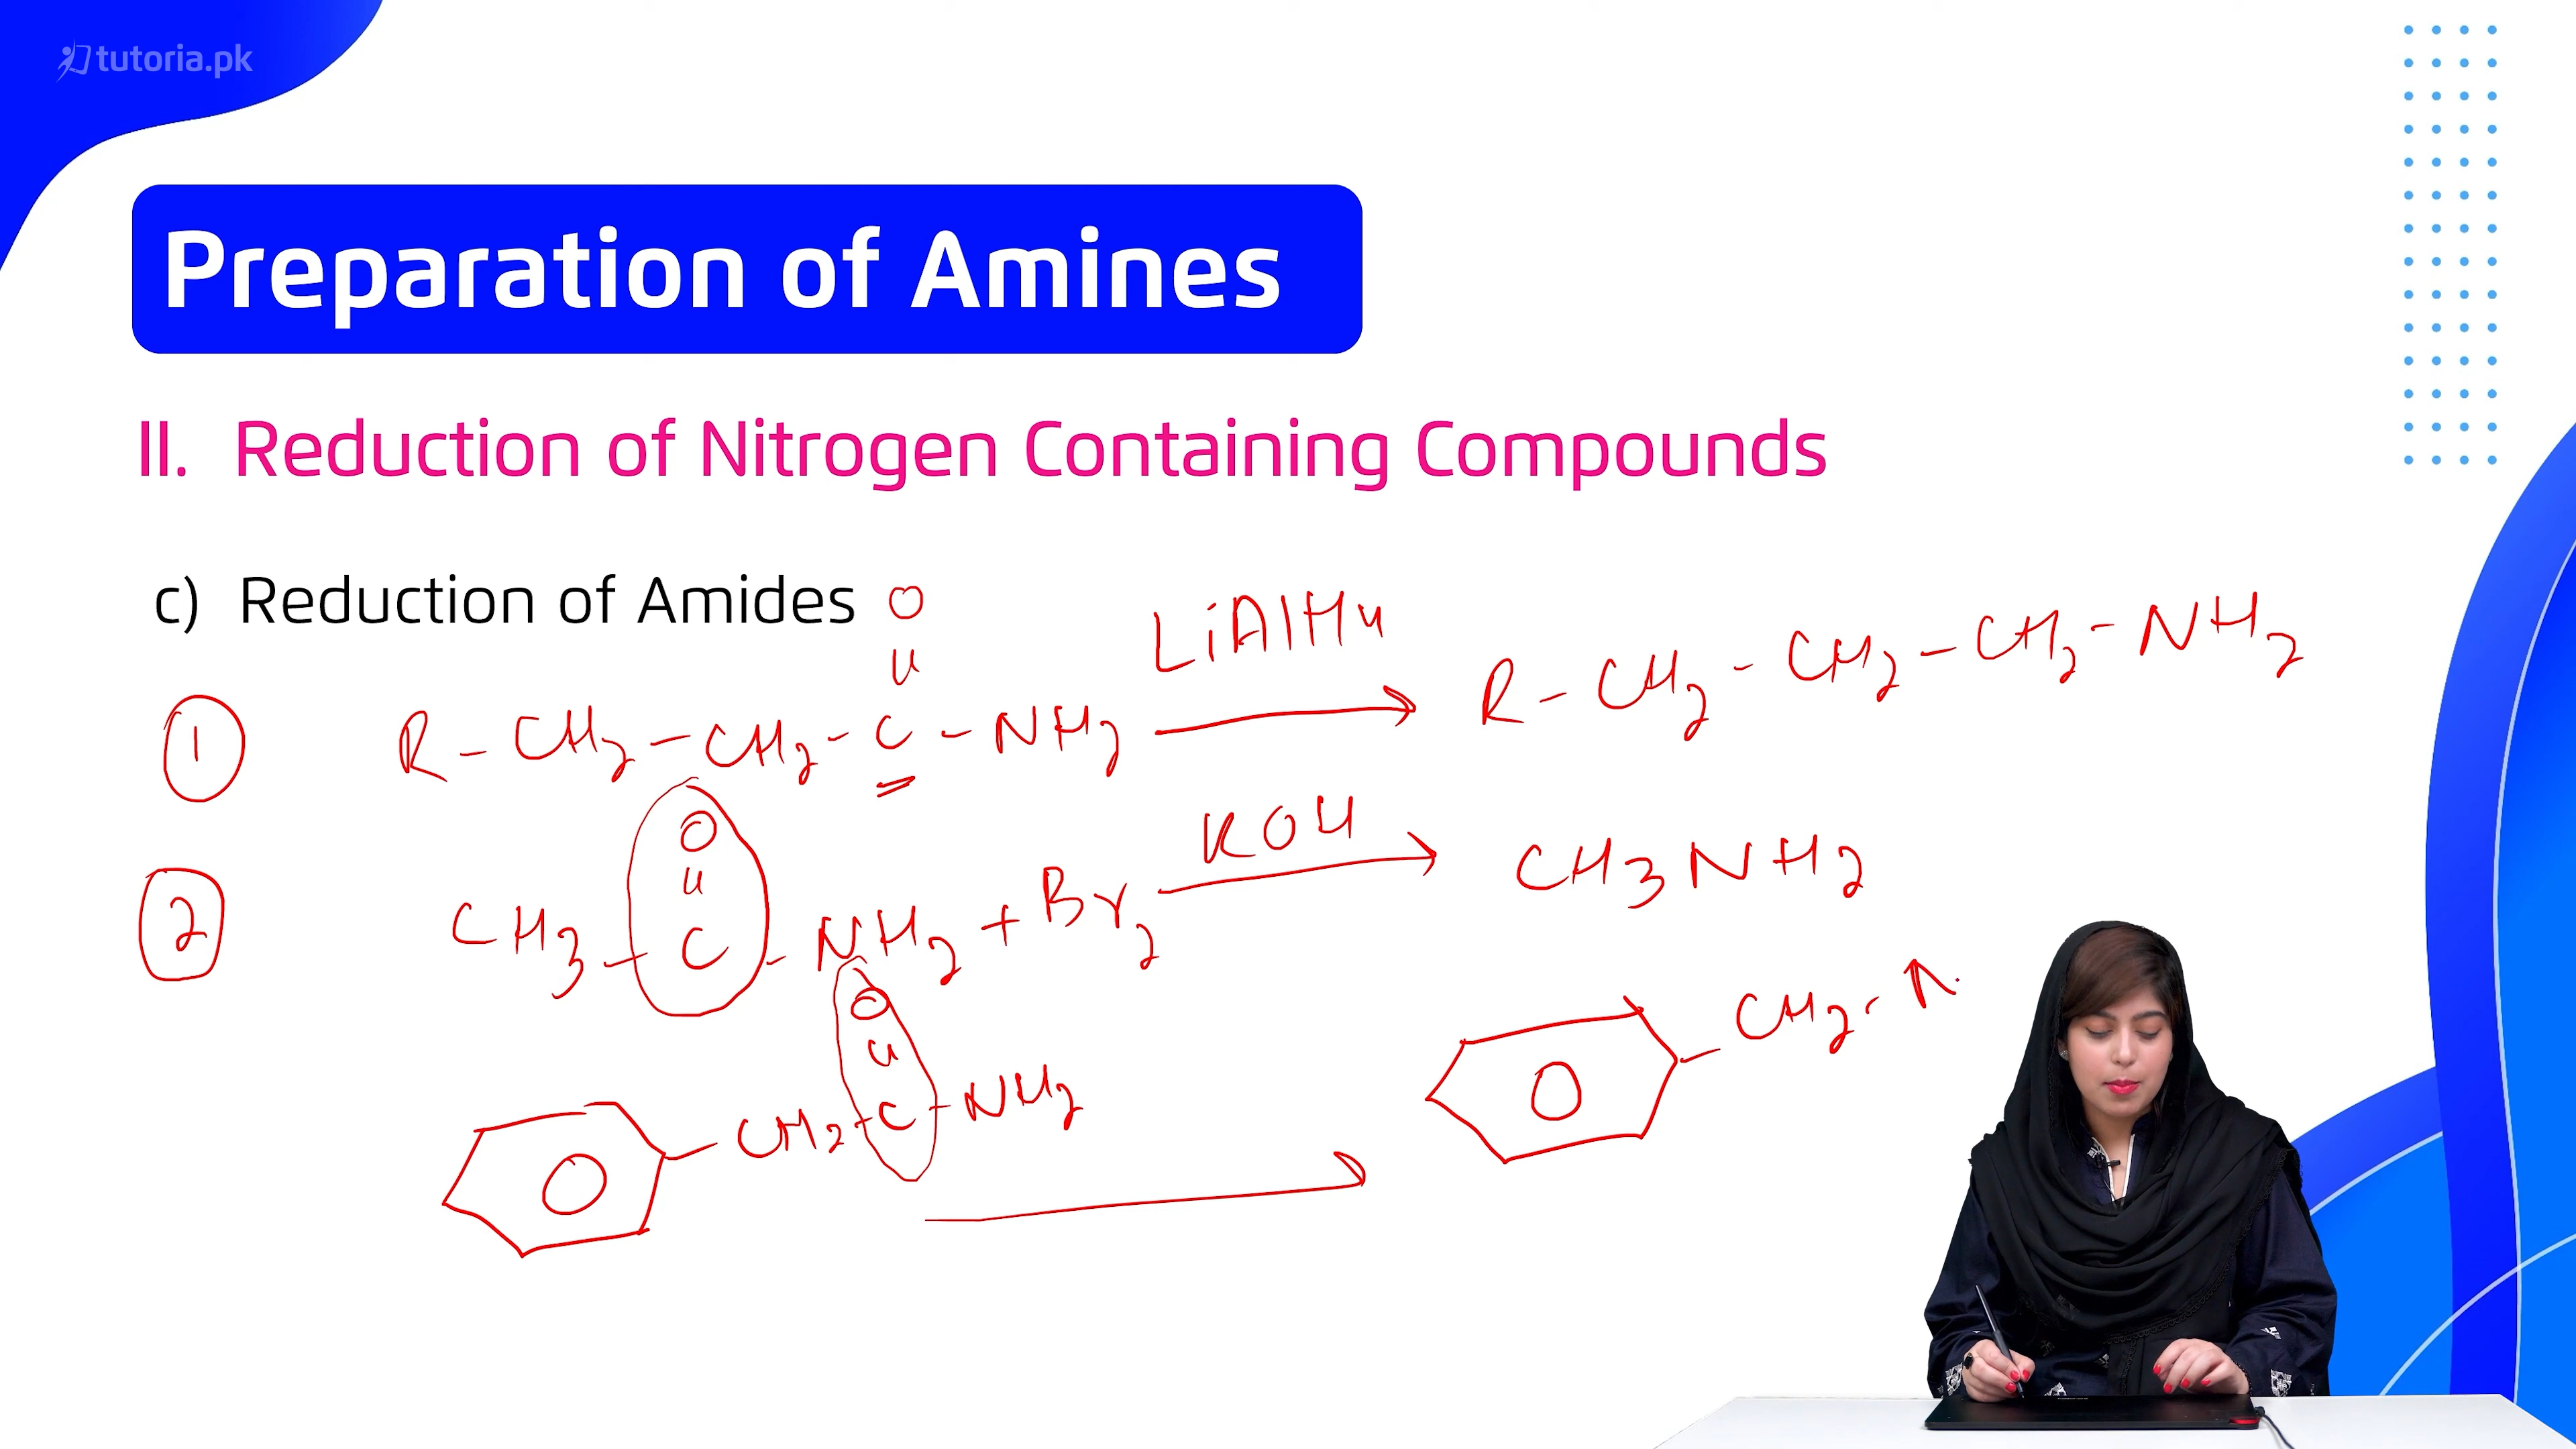 tutoria.pk
Preparation of Amines
II. Reduction of Nitrogen Containing Compounds
c) Reduction of Amides
O
LiAlH4
1 R - CH2 - CH2 - C - NH2 R - CH2 - CH2 - CH2 - NH2
O
KOH
2 CH3 - C - NH2 + Br2 CH3NH2
O
CH2 - C - NH2 CH2 -